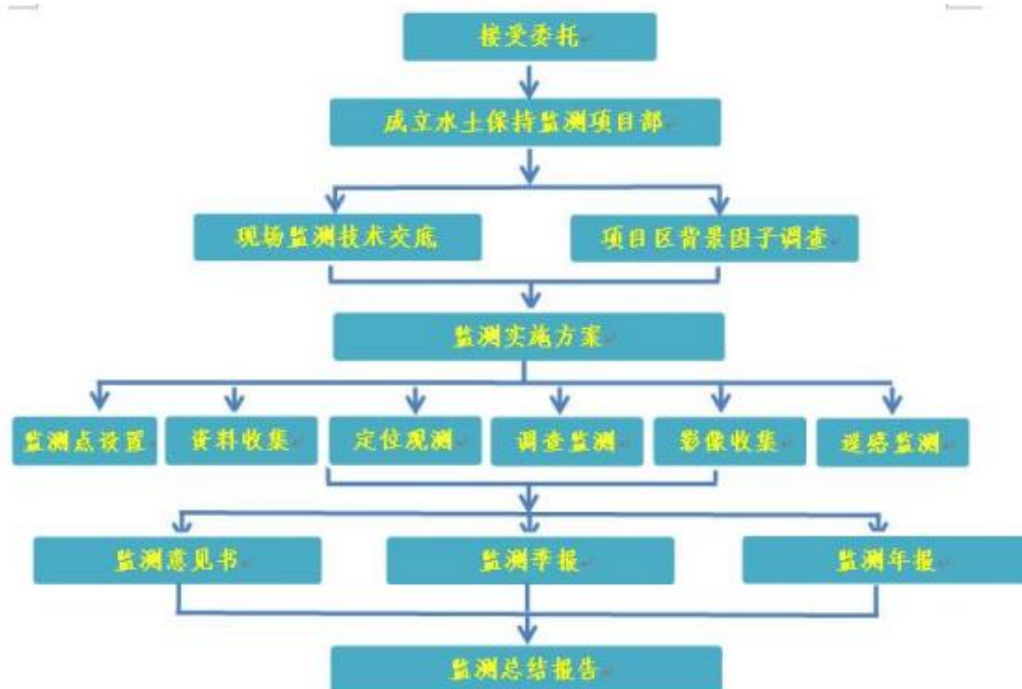 接受委托
成立水土保持监测项目部
现场监测技术交底
项目区背景因子调查
监测实施方案
监测点设置
资料收集
定位观测
调查监测
影像收集
遥感监测
监测意见书
监测季报
监测年报
监测总结报告